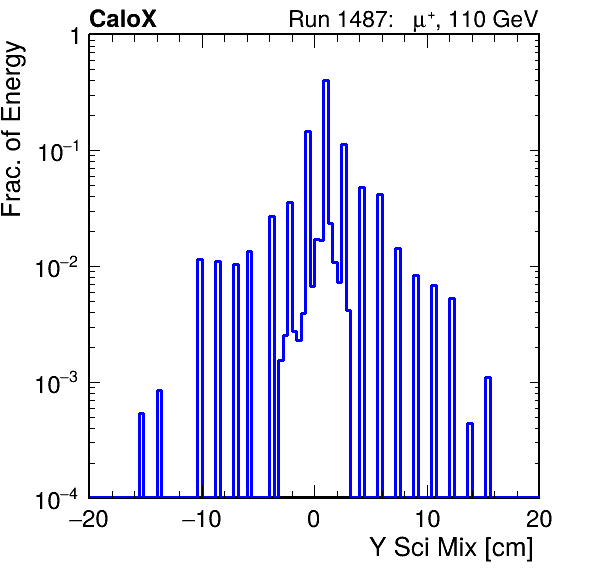 CaloX Run 1487: μ⁺, 110 GeV
Frac. of Energy
1
10⁻¹
10⁻²
10⁻³
10⁻⁴
−20 −10 0 10 20
Y Sci Mix [cm]